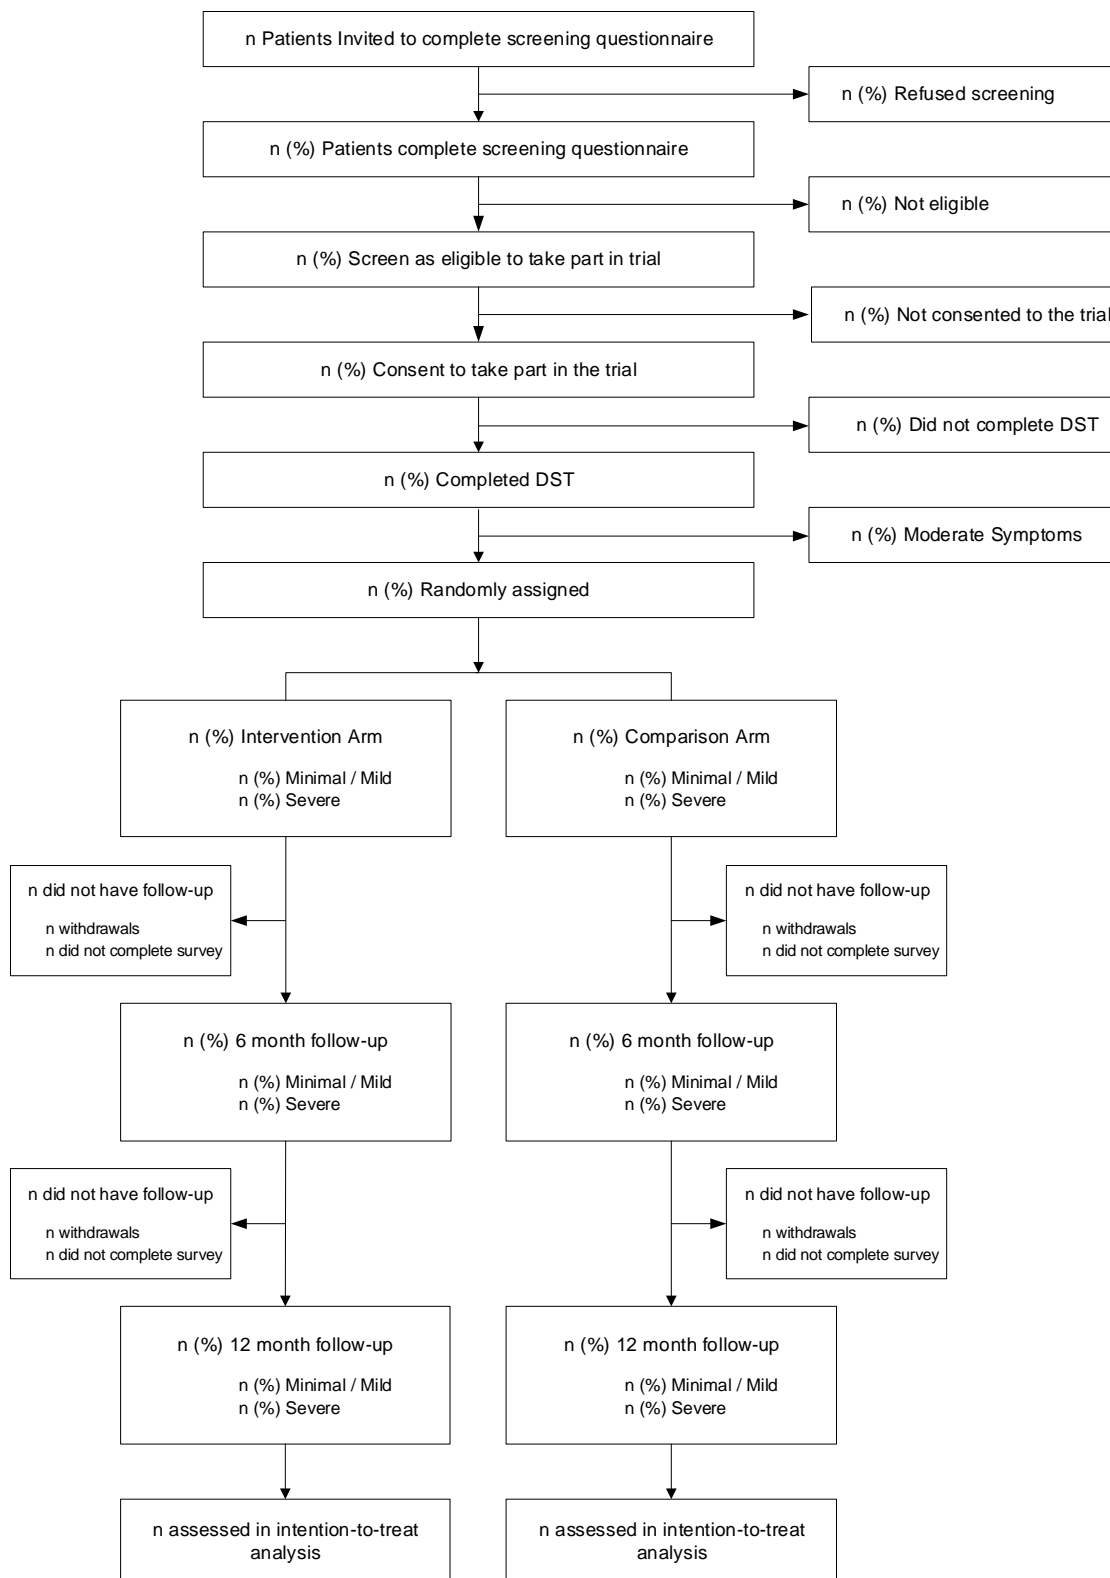 n Patients Invited to complete screening questionnaire
n (%) Refused screening
n (%) Patients complete screening questionnaire
n (%) Not eligible
n (%) Screen as eligible to take part in trial
n (%) Not consented to the trial
n (%) Consent to take part in the trial
n (%) Did not complete DST
n (%) Completed DST
n (%) Moderate Symptoms
n (%) Randomly assigned
n (%) Intervention Arm
n (%) Minimal / Mild
n (%) Severe
n (%) Comparison Arm
n (%) Minimal / Mild
n (%) Severe
n did not have follow-up
n withdrawals
n did not complete survey
n did not have follow-up
n withdrawals
n did not complete survey
n (%) 6 month follow-up
n (%) Minimal / Mild
n (%) Severe
n (%) 6 month follow-up
n (%) Minimal / Mild
n (%) Severe
n did not have follow-up
n withdrawals
n did not complete survey
n did not have follow-up
n withdrawals
n did not complete survey
n (%) 12 month follow-up
n (%) Minimal / Mild
n (%) Severe
n (%) 12 month follow-up
n (%) Minimal / Mild
n (%) Severe
n assessed in intention-to-treat
analysis
n assessed in intention-to-treat
analysis